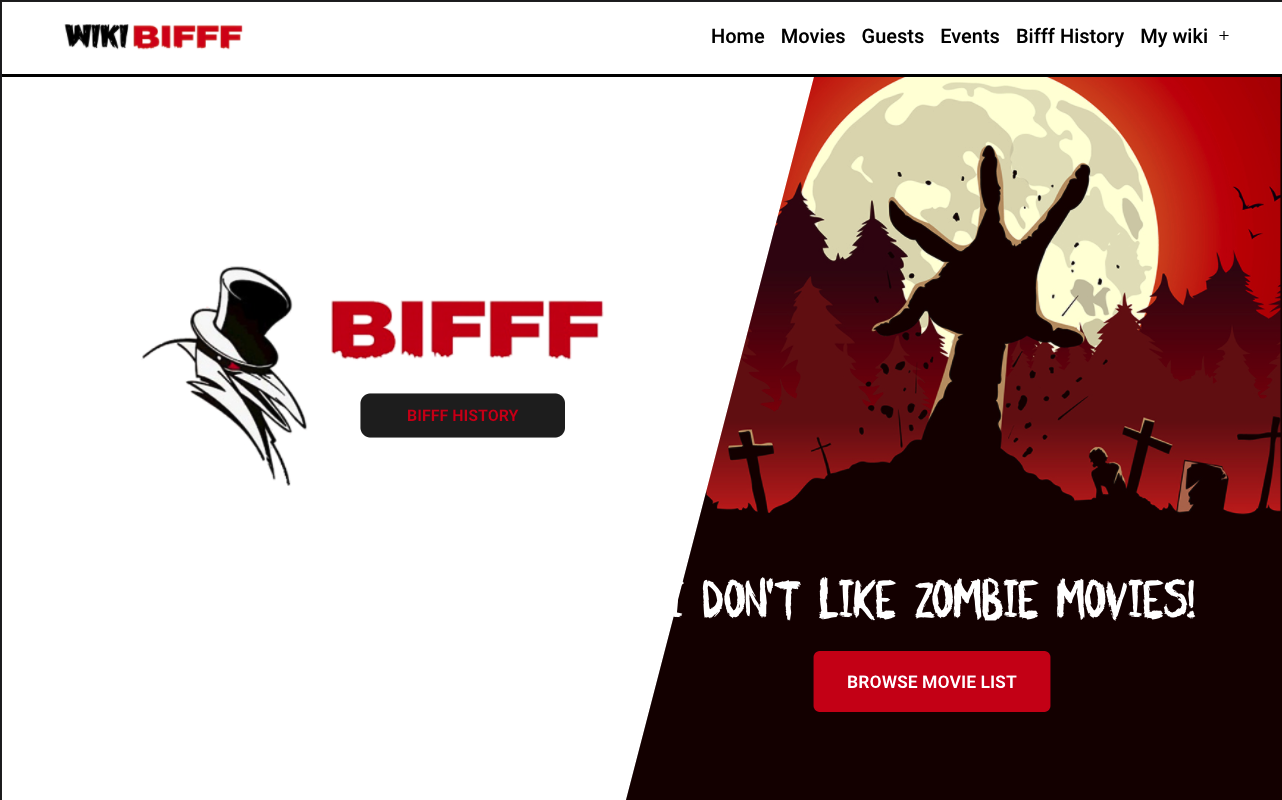 WIKI BIFFF
Home Movies Guests Events Bifff History My wiki +
BIFFF
BIFFF HISTORY
I DON'T LIKE ZOMBIE MOVIES!
BROWSE MOVIE LIST